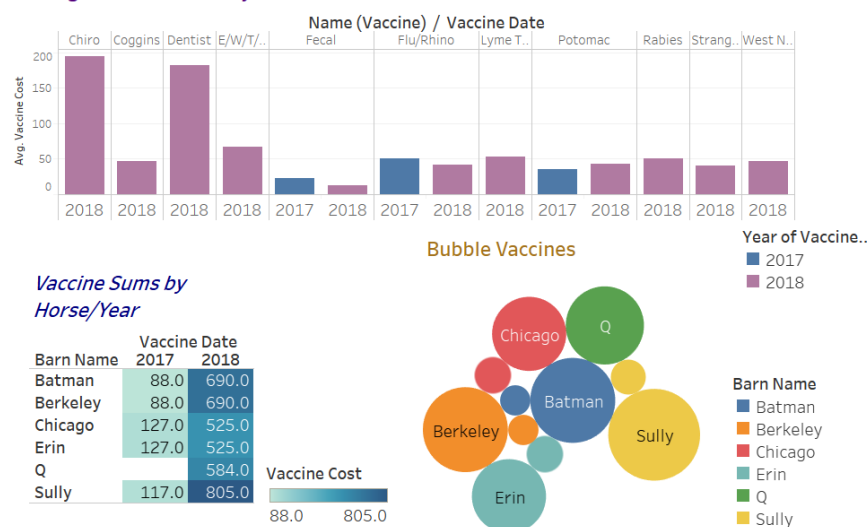 Name (Vaccine) / Vaccine Date
Chiro Coggins Dentist E/W/T/.. Fecal Flu/Rhino Lyme T.. Potomac Rabies Strang.. West N..
Avg. Vaccine Cost
200
150
100
50
0
2018 2018 2018 2018 2017 2018 2017 2018 2018 2017 2018 2018 2018 2018
Year of Vaccine..
2017
2018
Bubble Vaccines
Vaccine Sums by
Horse/Year
Vaccine Date
Barn Name 2017 2018
Batman 88.0 690.0
Berkeley 88.0 690.0
Chicago 127.0 525.0
Erin 127.0 525.0
Q 584.0
Sully 117.0 805.0
Vaccine Cost
88.0 805.0
Chicago
Q
Batman
Berkeley
Sully
Erin
Barn Name
Batman
Berkeley
Chicago
Erin
Q
Sully